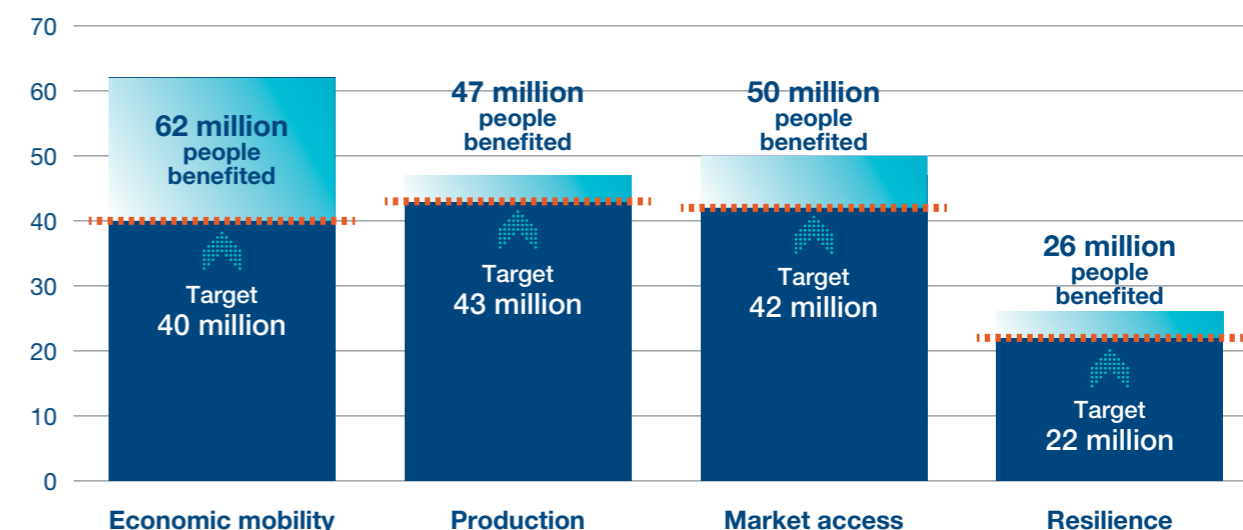 70
60
50
40
30
20
10
0
62 million
people
benefited
Target
40 million
Economic mobility
47 million
people
benefited
Target
43 million
Production
50 million
people
benefited
Target
42 million
Market access
26 million
people
benefited
Target
22 million
Resilience